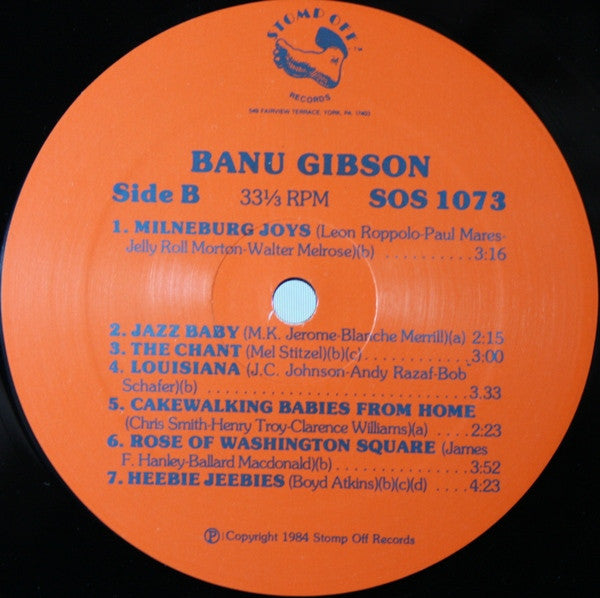 STOMP OFF!
RECORDS
549 FAIRVIEW TERRACE, YORK, PA 17403
BANU GIBSON
Side B 33⅓ RPM SOS 1073
1. MILNEBURG JOYS (Leon Roppolo-Paul Mares-
Jelly Roll Morton-Walter Melrose)(b) . . . . . . . . . . 3:16
2. JAZZ BABY (M.K. Jerome-Blanche Merrill)(a) 2:15
3. THE CHANT (Mel Stitzel)(b)(c) . . . . . . . . . . . . . 3:00
4. LOUISIANA (J.C. Johnson-Andy Razaf-Bob
Schafer)(b) . . . . . . . . . . . . . . . . . . . . . . . . . . 3.33
5. CAKEWALKING BABIES FROM HOME
(Chris Smith-Henry Troy-Clarence Williams)(a) . . . . 2:23
6. ROSE OF WASHINGTON SQUARE (James
F. Hanley-Ballard Macdonald)(b) . . . . . . . . . . . . . . 3:52
7. HEEBIE JEEBIES (Boyd Atkins)(b)(c)(d) . . . . 4:23
Ⓟ Copyright 1984 Stomp Off Records